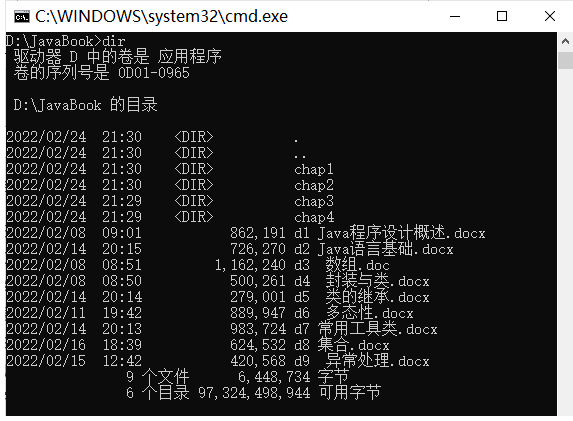 C:\WINDOWS\system32\cmd.exe
D:\JavaBook>dir
驱动器 D 中的卷是 应用程序
卷的序列号是 0D01-0965
D:\JavaBook 的目录
2022/02/24 21:30 <DIR> .
2022/02/24 21:30 <DIR> ..
2022/02/24 21:30 <DIR> chap1
2022/02/24 21:30 <DIR> chap2
2022/02/24 21:29 <DIR> chap3
2022/02/24 21:29 <DIR> chap4
2022/02/08 09:01 862,191 d1 Java程序设计概述.docx
2022/02/14 20:15 726,270 d2 Java语言基础.docx
2022/02/08 08:51 1,162,240 d3 数组.doc
2022/02/08 08:50 500,261 d4 封装与类.docx
2022/02/14 20:14 279,001 d5 类的继承.docx
2022/02/11 19:42 889,947 d6 多态性.docx
2022/02/14 20:13 983,724 d7 常用工具类.docx
2022/02/16 18:39 624,532 d8 集合.docx
2022/02/15 12:42 420,568 d9 异常处理.docx
9 个文件 6,448,734 字节
6 个目录 97,324,498,944 可用字节